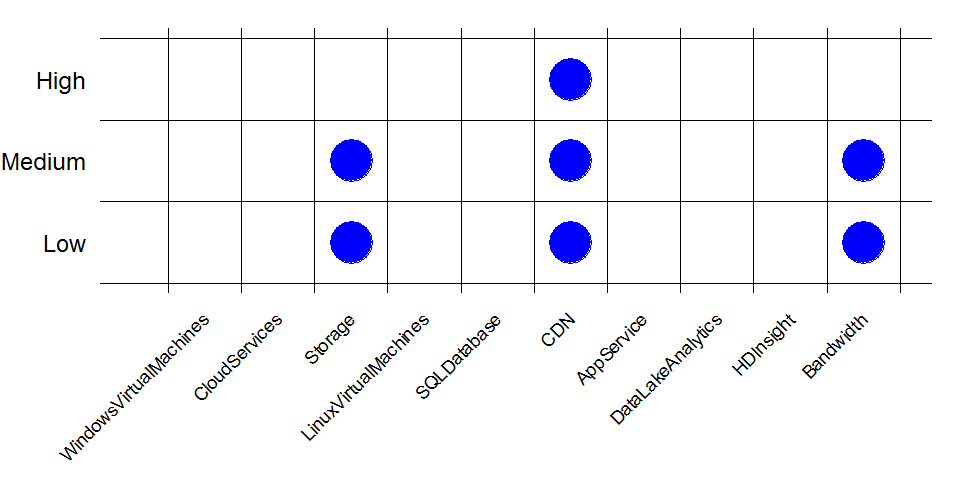 High
Medium
Low
WindowsVirtualMachines
CloudServices
Storage
LinuxVirtualMachines
SQLDatabase
CDN
AppService
DataLakeAnalytics
HDInsight
Bandwidth